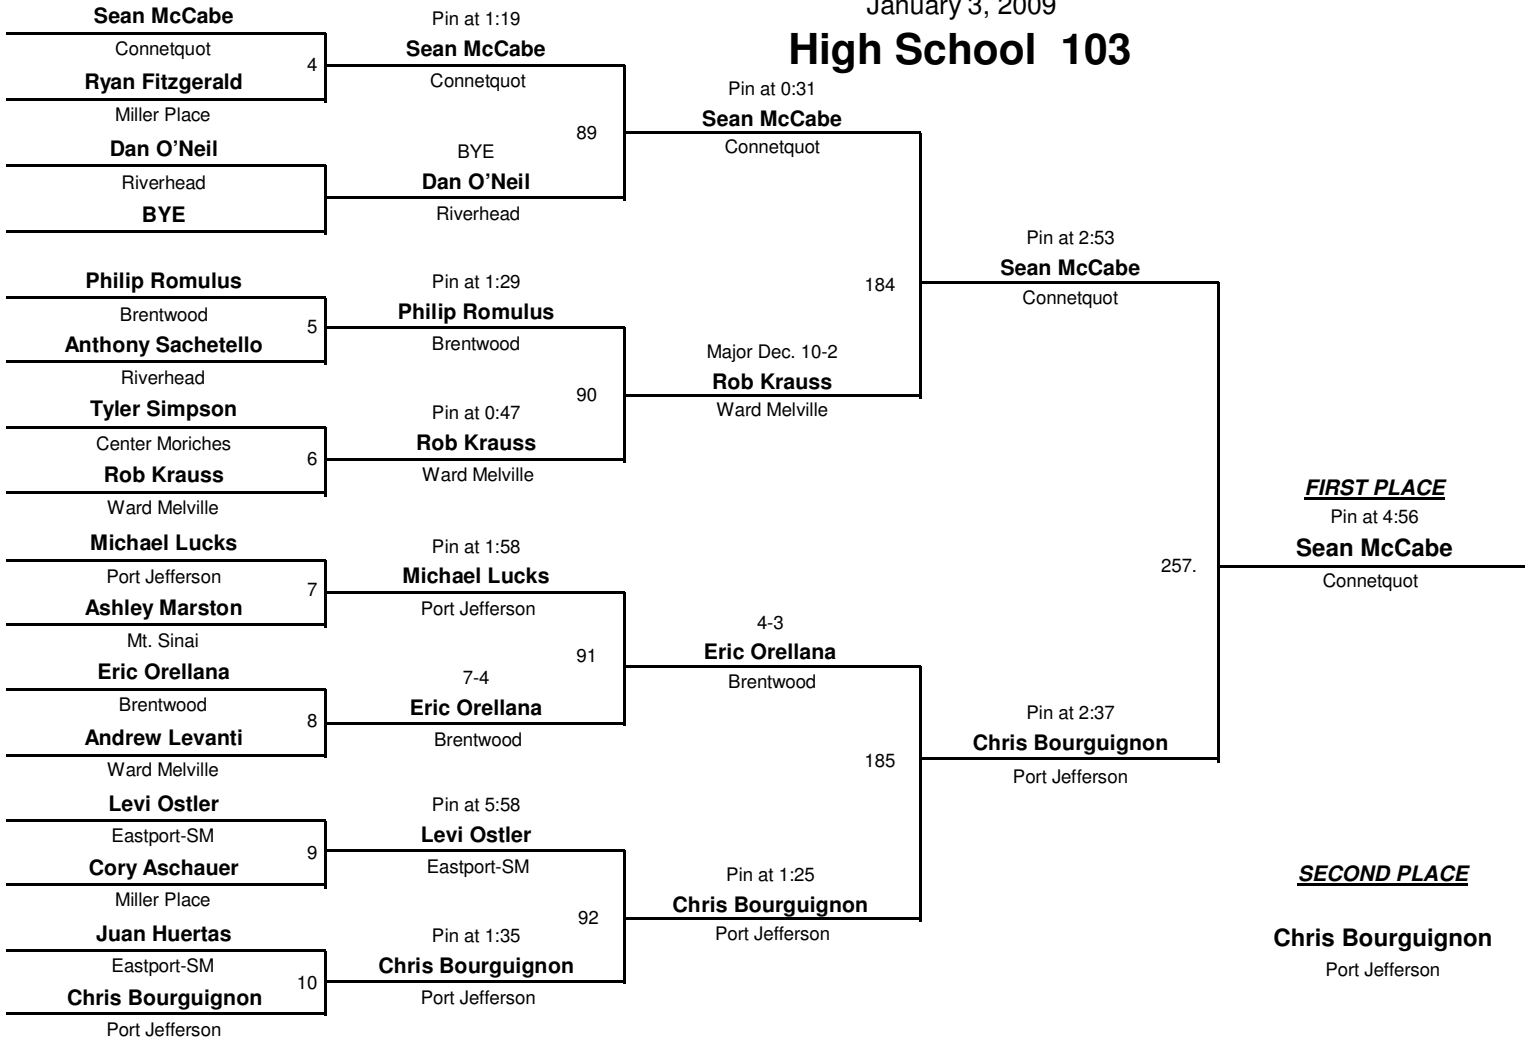 January 3, 2009
High School 103
Sean McCabe
Connetquot
4
Ryan Fitzgerald
Miller Place
Dan O’Neil
Riverhead
BYE
Philip Romulus
Brentwood
5
Anthony Sachetello
Riverhead
Tyler Simpson
Center Moriches
6
Rob Krauss
Ward Melville
Michael Lucks
Port Jefferson
7
Ashley Marston
Mt. Sinai
Eric Orellana
Brentwood
8
Andrew Levanti
Ward Melville
Levi Ostler
Eastport-SM
9
Cory Aschauer
Miller Place
Juan Huertas
Eastport-SM
10
Chris Bourguignon
Port Jefferson
Pin at 1:19
Sean McCabe
Connetquot
89
BYE
Dan O’Neil
Riverhead
Pin at 1:29
Philip Romulus
Brentwood
90
Pin at 0:47
Rob Krauss
Ward Melville
Pin at 1:58
Michael Lucks
Port Jefferson
91
7-4
Eric Orellana
Brentwood
Pin at 5:58
Levi Ostler
Eastport-SM
92
Pin at 1:35
Chris Bourguignon
Port Jefferson
Pin at 0:31
Sean McCabe
Connetquot
184
Major Dec. 10-2
Rob Krauss
Ward Melville
4-3
Eric Orellana
Brentwood
185
Pin at 1:25
Chris Bourguignon
Port Jefferson
Pin at 2:53
Sean McCabe
Connetquot
257.
Pin at 2:37
Chris Bourguignon
Port Jefferson
FIRST PLACE
Pin at 4:56
Sean McCabe
Connetquot
SECOND PLACE
Chris Bourguignon
Port Jefferson